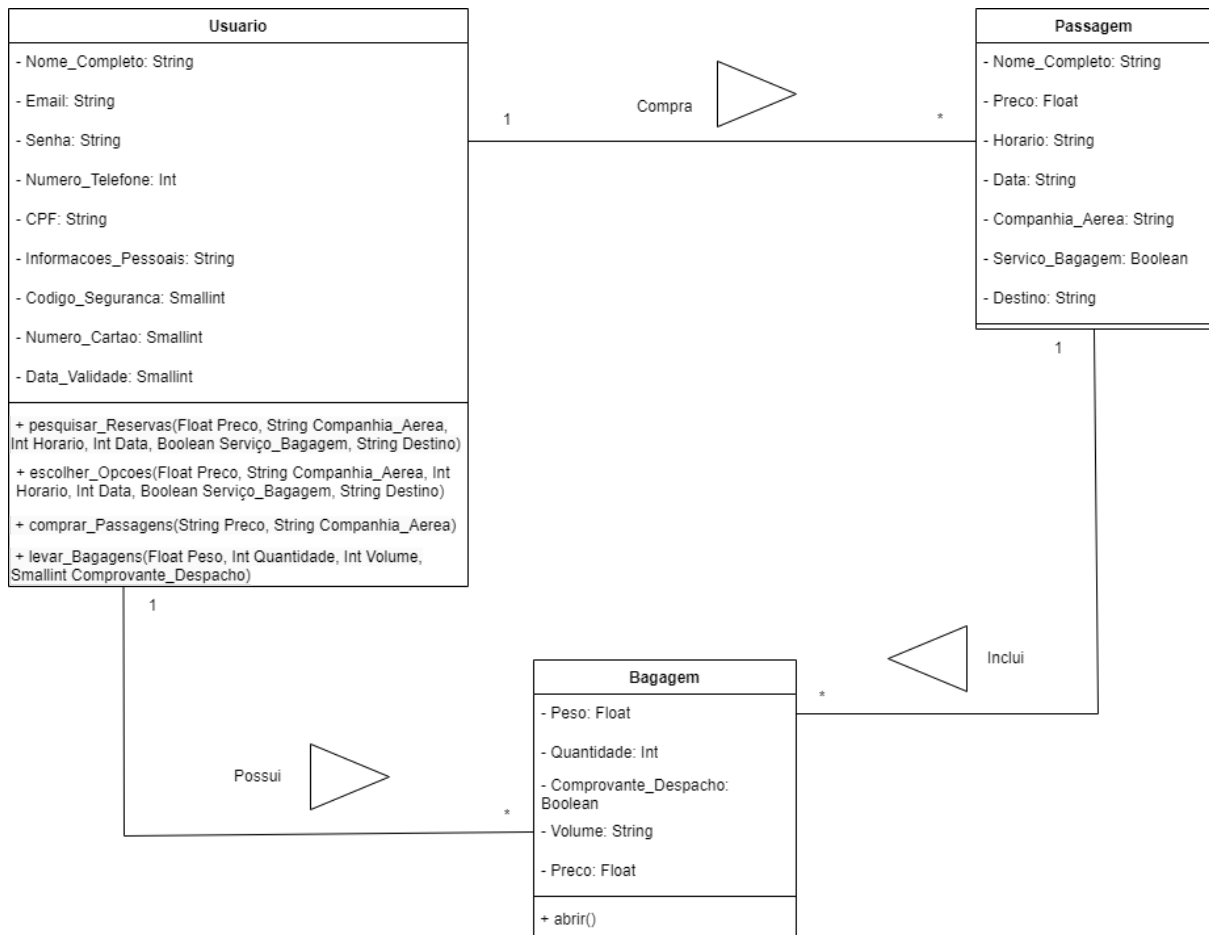 Usuario
- Nome_Completo: String
- Email: String
- Senha: String
- Numero_Telefone: Int
- CPF: String
- Informacoes_Pessoais: String
- Codigo_Seguranca: Smallint
- Numero_Cartao: Smallint
- Data_Validade: Smallint
+ pesquisar_Reservas(Float Preco, String Companhia_Aerea,
Int Horario, Int Data, Boolean Serviço_Bagagem, String Destino)
+ escolher_Opcoes(Float Preco, String Companhia_Aerea, Int
Horario, Int Data, Boolean Serviço_Bagagem, String Destino)
+ comprar_Passagens(String Preco, String Companhia_Aerea)
+ levar_Bagagens(Float Peso, Int Quantidade, Int Volume,
Smallint Comprovante_Despacho)
1
Compra
*
Passagem
- Nome_Completo: String
- Preco: Float
- Horario: String
- Data: String
- Companhia_Aerea: String
- Servico_Bagagem: Boolean
- Destino: String
1
Inclui
*
1
Possui
*
Bagagem
- Peso: Float
- Quantidade: Int
- Comprovante_Despacho:
Boolean
- Volume: String
- Preco: Float
+ abrir()